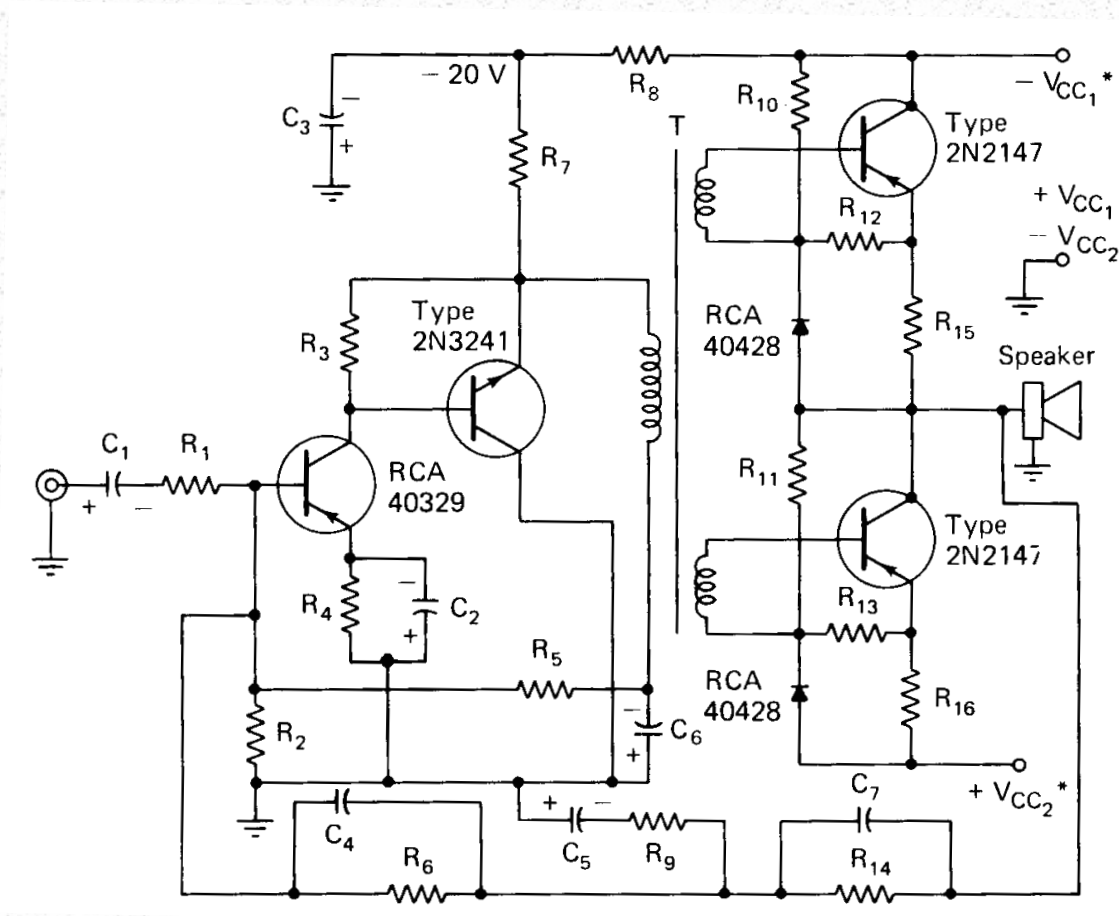 − 20 V
R8
− VCC1*
R10
C3
+
−
R7
T
Type
2N2147
+ VCC1
− VCC2
R12
Type
2N3241
R3
RCA
40428
R15
Speaker
C1
R1
+
−
RCA
40329
R11
Type
2N2147
R4
−
C2
+
R13
R5
RCA
40428
R16
R2
−
C6
+
+ VCC2*
C4
+
−
C5
R9
C7
R6
R14